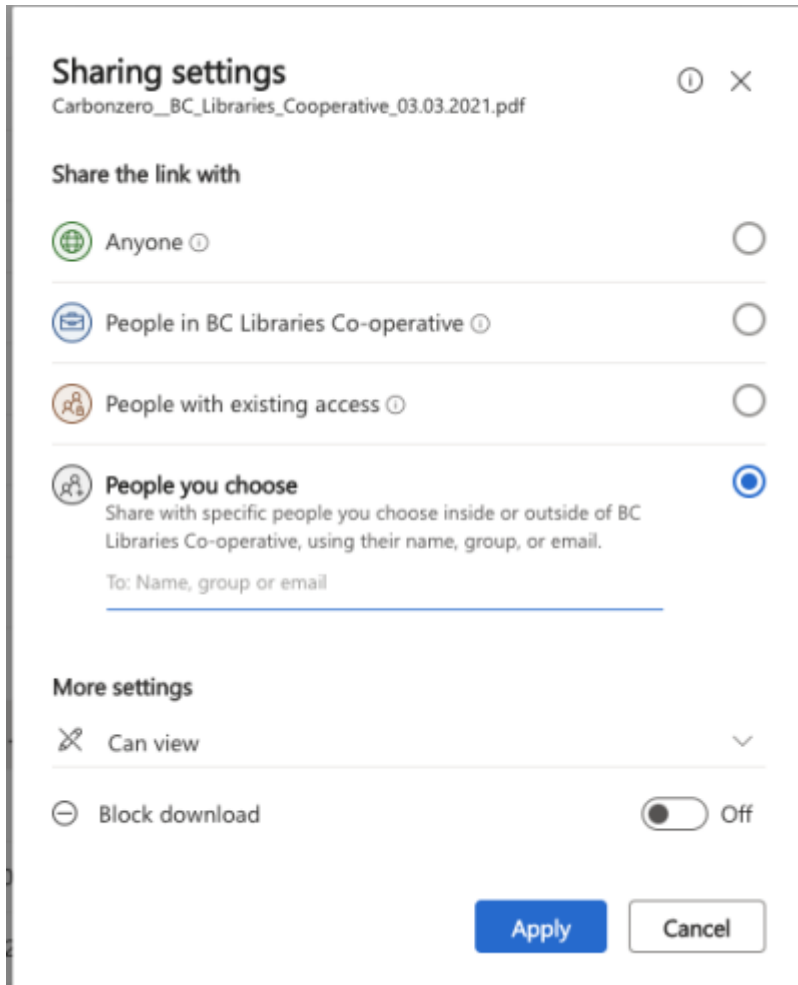 Sharing settings
Carbonzero__BC_Libraries_Cooperative_03.03.2021.pdf
Share the link with
Anyone
People in BC Libraries Co-operative
People with existing access
People you choose
Share with specific people you choose inside or outside of BC
Libraries Co-operative, using their name, group, or email.
To: Name, group or email
More settings
Can view
Block download Off
Apply Cancel